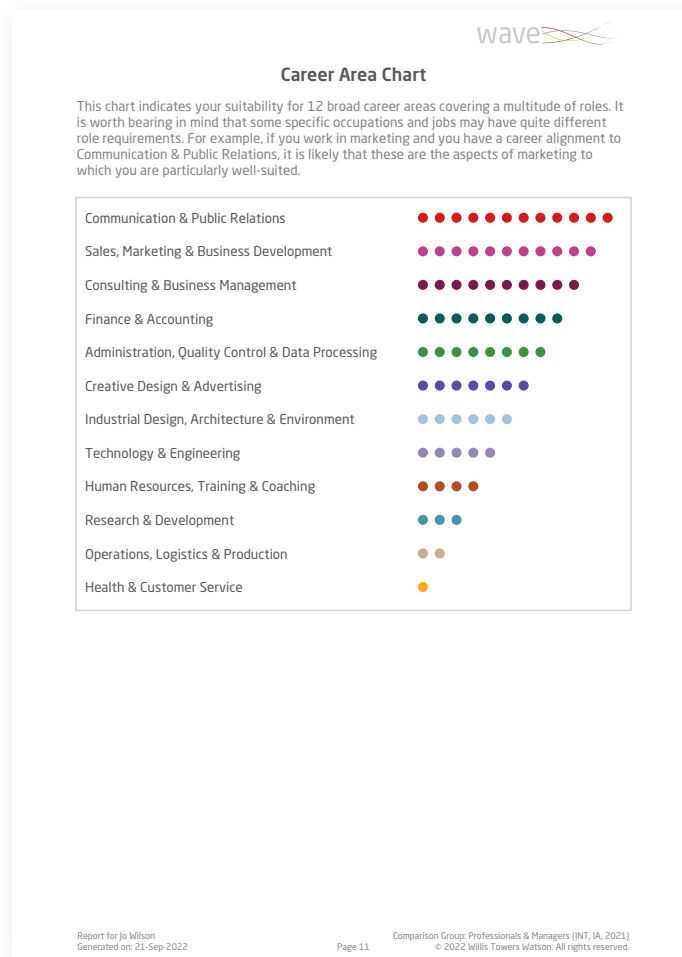 wave
Career Area Chart
This chart indicates your suitability for 12 broad career areas covering a multitude of roles. It
is worth bearing in mind that some specific occupations and jobs may have quite different
role requirements. For example, if you work in marketing and you have a career alignment to
Communication & Public Relations, it is likely that these are the aspects of marketing to
which you are particularly well-suited.
Communication & Public Relations
Sales, Marketing & Business Development
Consulting & Business Management
Finance & Accounting
Administration, Quality Control & Data Processing
Creative Design & Advertising
Industrial Design, Architecture & Environment
Technology & Engineering
Human Resources, Training & Coaching
Research & Development
Operations, Logistics & Production
Health & Customer Service
Report for Jo Wilson
Generated on: 21-Sep-2022
Page 11
Comparison Group: Professionals & Managers (INT, IA, 2021)
© 2022 Willis Towers Watson. All rights reserved.